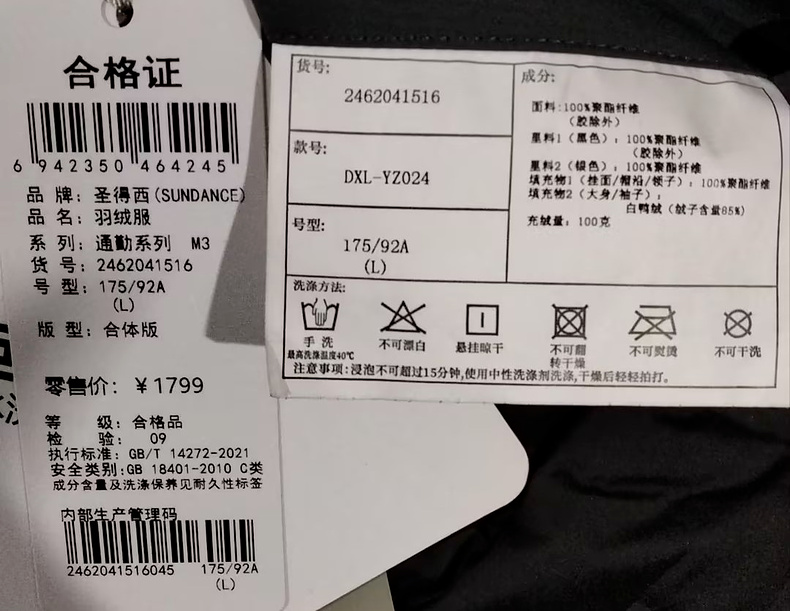 合格证
6 942350 464245
品 牌：圣得西(SUNDANCE)
品 名：羽绒服
系 列：通勤系列 M3
货 号：2462041516
号 型：175/92A
(L)
版 型：合体版
零售价：￥1799
等 级：合格品
检 验：09
执行标准：GB/T 14272-2021
安全类别:GB 18401-2010 C类
成分含量及洗涤保养见耐久性标签
内部生产管理码
2462041516045 175/92A
(L)
货号:
2462041516
款号:
DXL-YZ024
号型:
175/92A
(L)
成分:
面料:100%聚酯纤维
（胶除外）
里料1（黑色）：100%聚酯纤维
（胶除外）
里料2（银色）：100%聚酯纤维
填充物1（挂面/帽沿/领子）：100%聚酯纤维
填充物2（大身/袖子）：
白鸭绒（绒子含量85%）
充绒量：100克
洗涤方法:
手 洗
最高洗涤温度40℃
不可漂白
悬挂晾干
不可翻
转干燥
不可熨烫
不可干洗
注意事项:浸泡不可超过15分钟,使用中性洗涤剂洗涤,干燥后轻轻拍打.